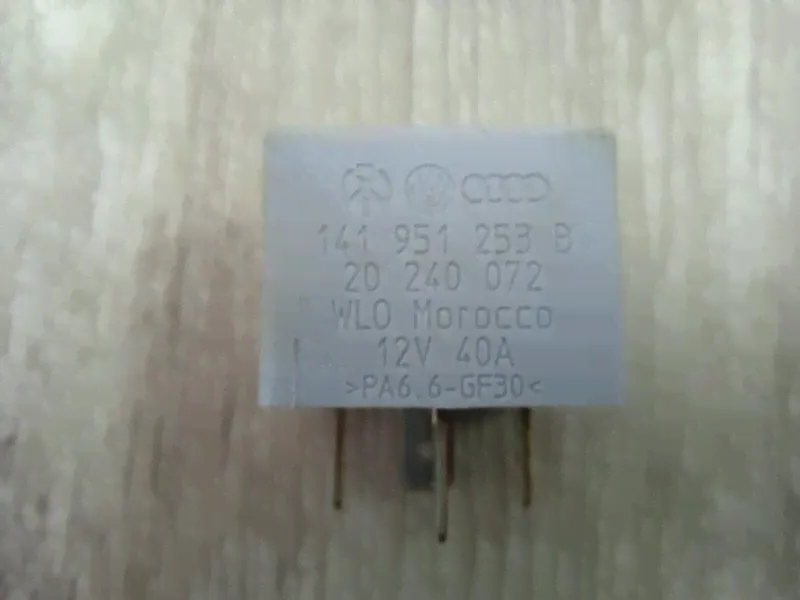 141 951 253 B
20 240 072
WLO Morocco
12V 40A
>PA6.6-GF30<